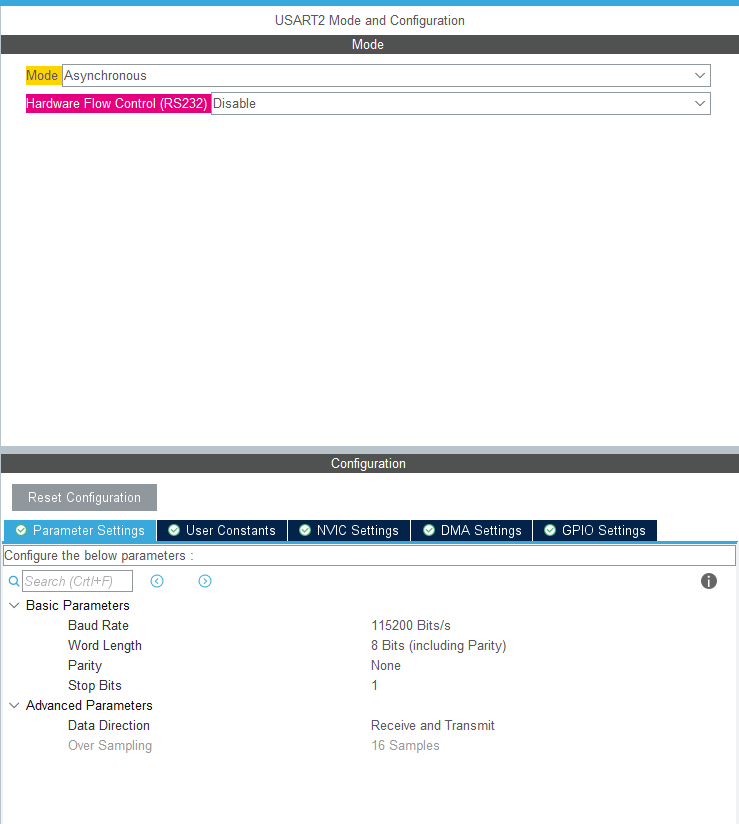 USART2 Mode and Configuration
Mode
Mode Asynchronous
Hardware Flow Control (RS232) Disable
Configuration
Reset Configuration
Parameter Settings User Constants NVIC Settings DMA Settings GPIO Settings
Configure the below parameters :
Search (Crtl+F)
Basic Parameters
Baud Rate 115200 Bits/s
Word Length 8 Bits (including Parity)
Parity None
Stop Bits 1
Advanced Parameters
Data Direction Receive and Transmit
Over Sampling 16 Samples